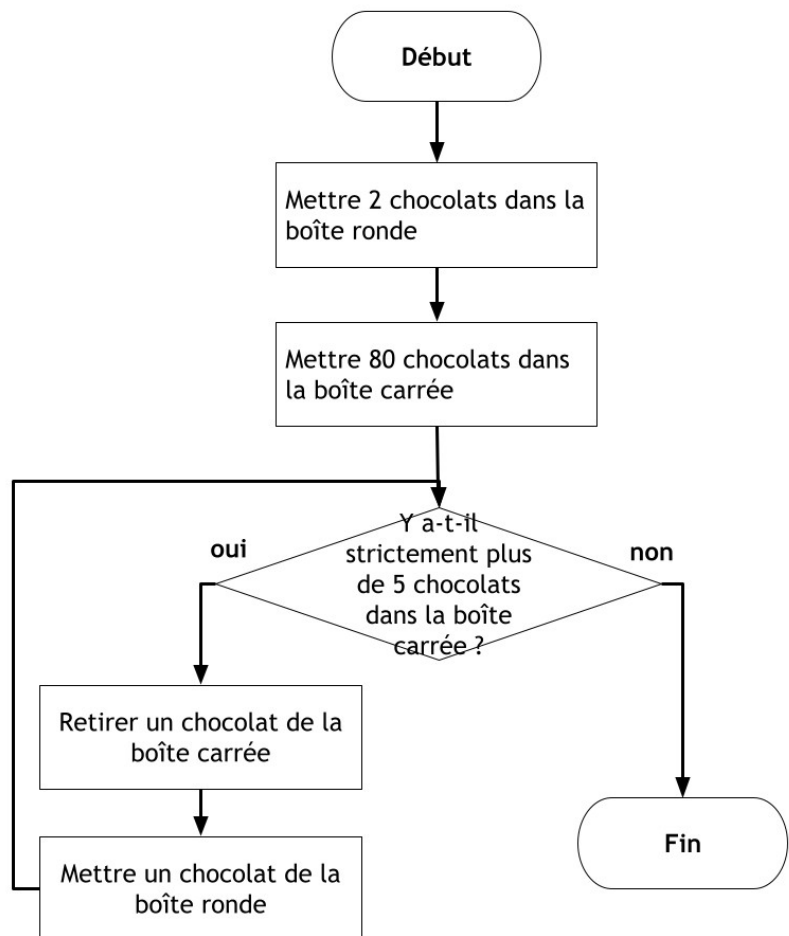 Début
Mettre 2 chocolats dans la
boîte ronde
Mettre 80 chocolats dans
la boîte carrée
Y a-t-il
strictement plus
de 5 chocolats
dans la boîte
carrée ?
oui
non
Retirer un chocolat de la
boîte carrée
Mettre un chocolat de la
boîte ronde
Fin